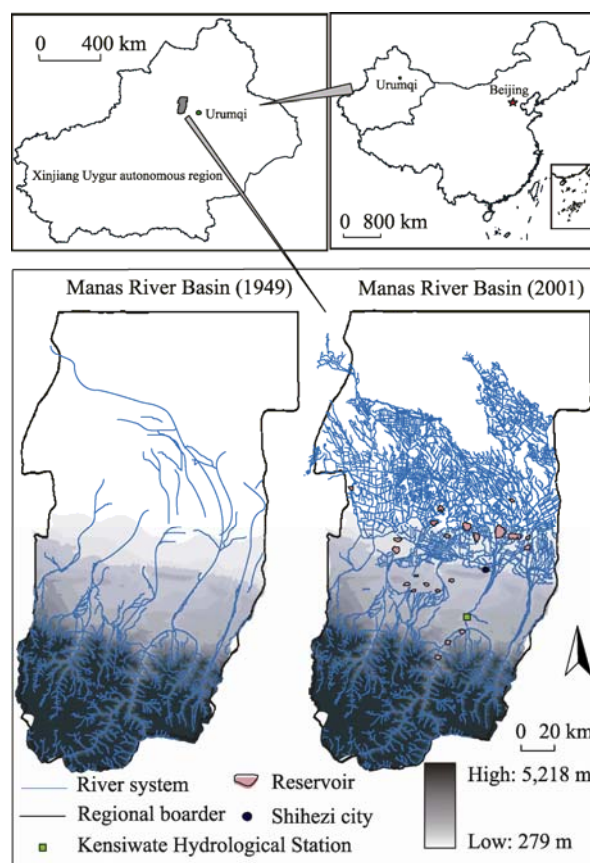 0 400 km
Urumqi
Xinjiang Uygur autonomous region
Urumqi
Beijing
0 800 km
Manas River Basin (1949)
Manas River Basin (2001)
0 20 km
River system
Reservoir
Regional boarder
Shihezi city
Kensiwate Hydrological Station
High: 5,218 m
Low: 279 m